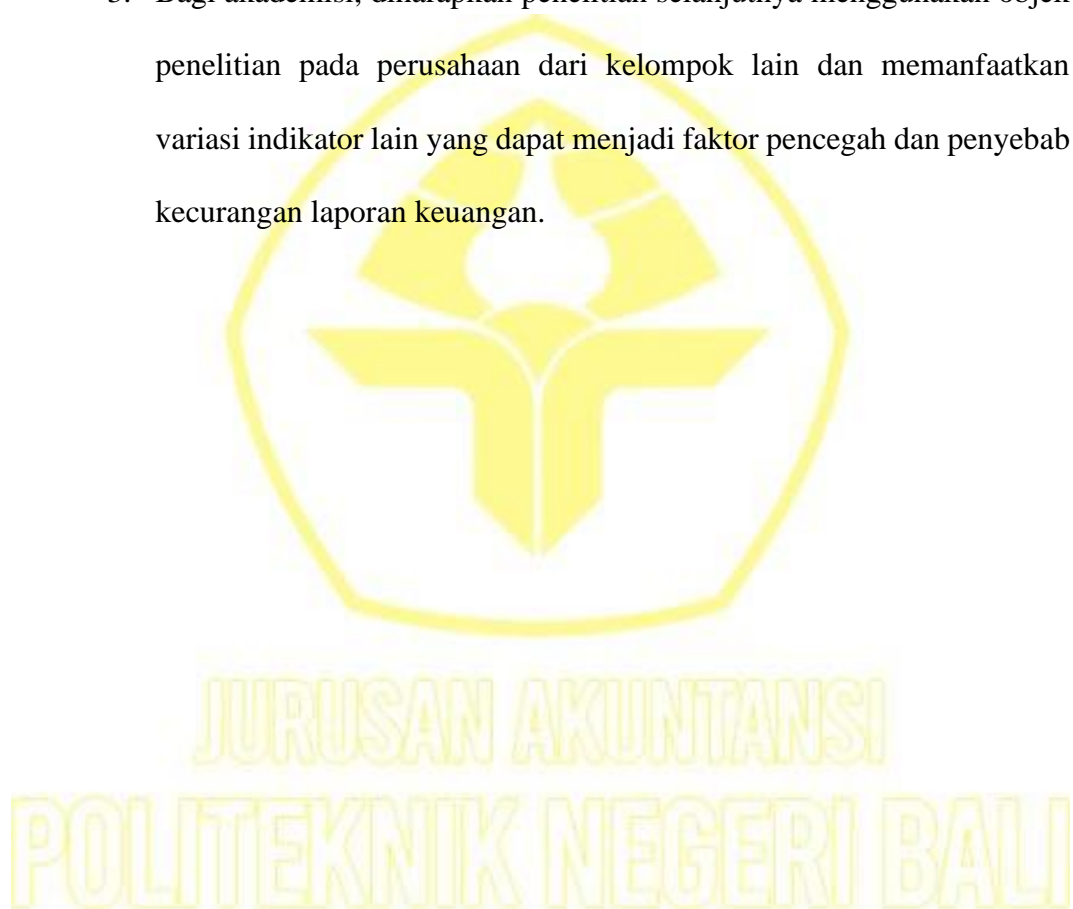 3. Bagi akademisi, diharapkan penelitian selanjutnya menggunakan objek
penelitian pada perusahaan dari kelompok lain dan memanfaatkan
variasi indikator lain yang dapat menjadi faktor pencegah dan penyebab
kecurangan laporan keuangan.
JURUSAN AKUNTANSI
POLITEKNIK NEGERI BALI